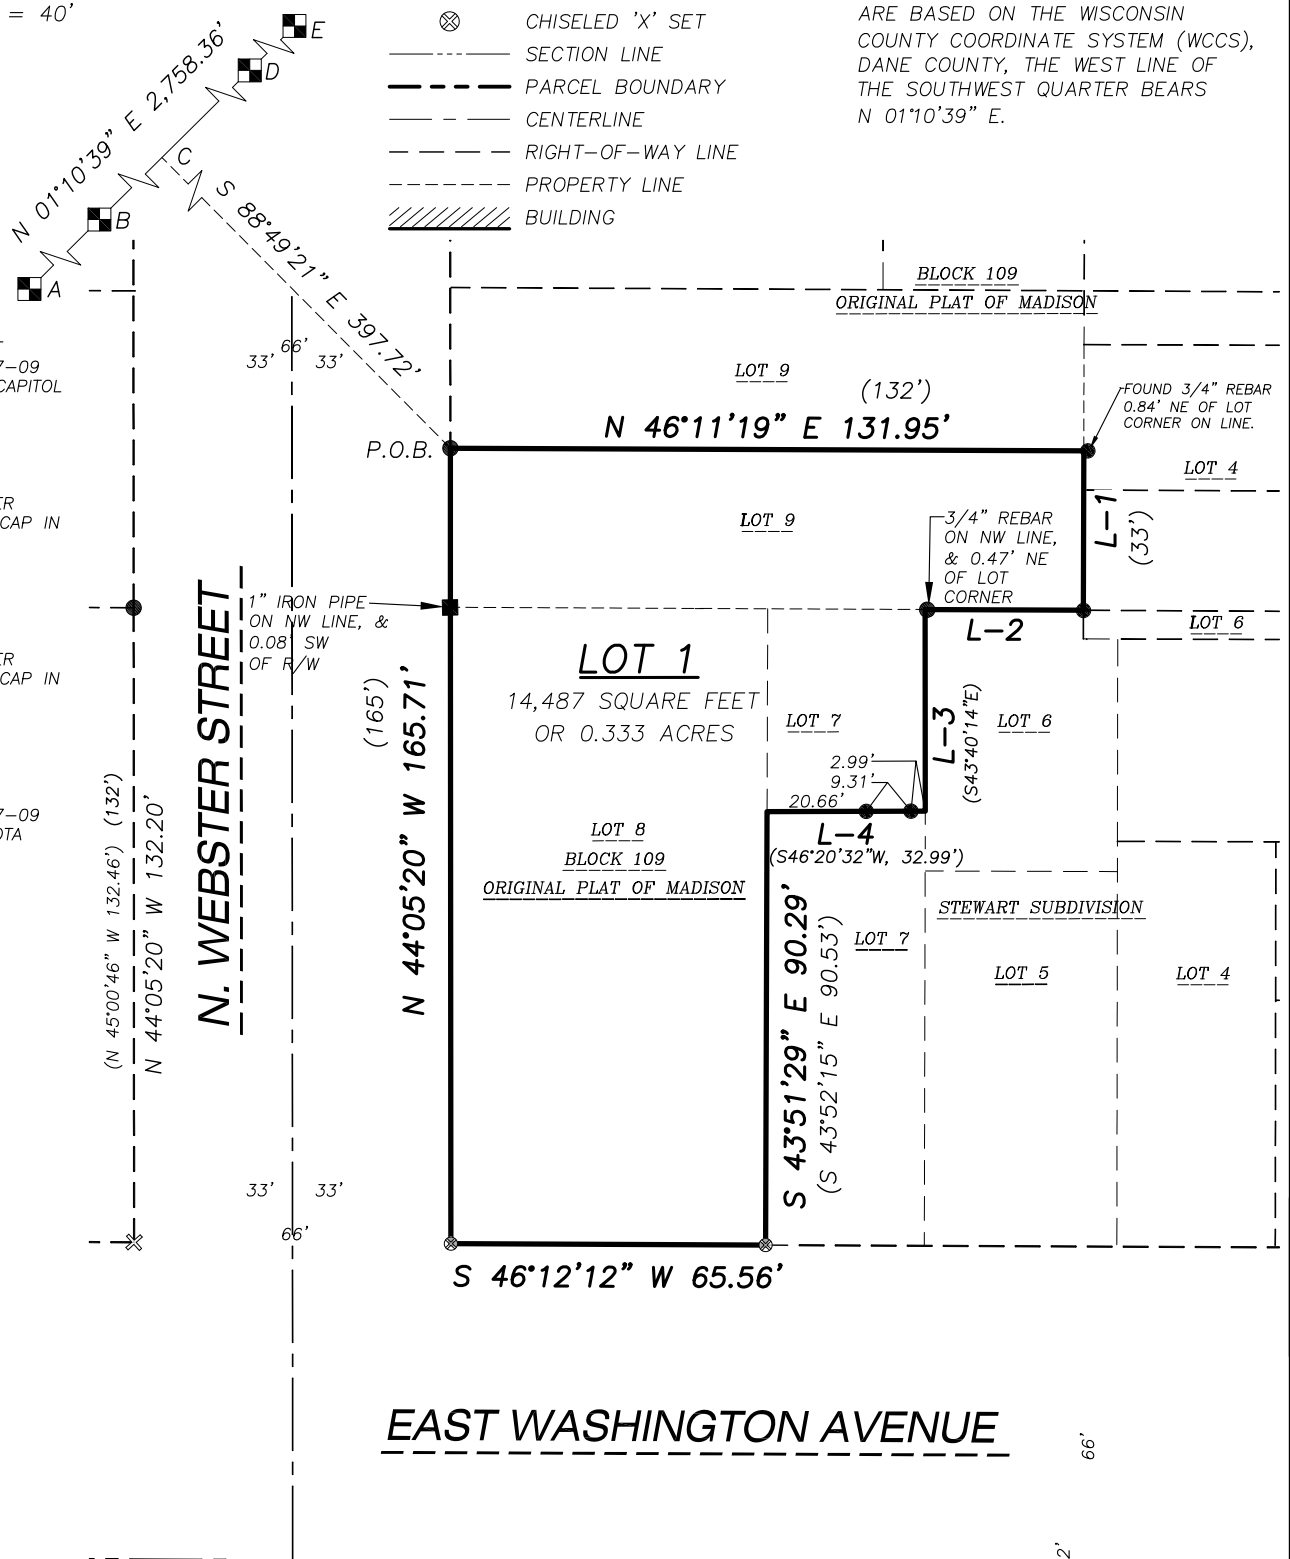 = 40'
CHISELED 'X' SET
SECTION LINE
PARCEL BOUNDARY
CENTERLINE
RIGHT-OF-WAY LINE
PROPERTY LINE
BUILDING
ARE BASED ON THE WISCONSIN
COUNTY COORDINATE SYSTEM (WCCS),
DANE COUNTY, THE WEST LINE OF
THE SOUTHWEST QUARTER BEARS
N 01°10'39" E.
N 01°10'39" E 2,758.36'
A
B
C
D
E
S 88°49'21" E 397.72'
7-09
CAPITOL
ER
CAP IN
ER
CAP IN
7-09
OTA
33' 66' 33'
BLOCK 109
ORIGINAL PLAT OF MADISON
LOT 9
(132')
N 46°11'19" E 131.95'
P.O.B.
FOUND 3/4" REBAR
0.84' NE OF LOT
CORNER ON LINE.
LOT 4
L-1
(33')
LOT 9
3/4" REBAR
ON NW LINE,
& 0.47' NE
OF LOT
CORNER
L-2
LOT 6
1" IRON PIPE
ON NW LINE, &
0.08' SW
OF R/W
N. WEBSTER STREET
LOT 1
14,487 SQUARE FEET
OR 0.333 ACRES
(165')
N 44°05'20" W 165.71'
LOT 7
L-3
(S43°40'14"E)
LOT 6
2.99'
9.31'
20.66'
L-4
(S46°20'32"W, 32.99')
(N 45°00'46" W 132.46') (132')
N 44°05'20" W 132.20'
LOT 8
BLOCK 109
ORIGINAL PLAT OF MADISON
S 43°51'29" E 90.29'
(S 43°52'15" E 90.53')
LOT 7
STEWART SUBDIVISION
LOT 5
LOT 4
33' 33'
66'
S 46°12'12" W 65.56'
EAST WASHINGTON AVENUE
66'
2'